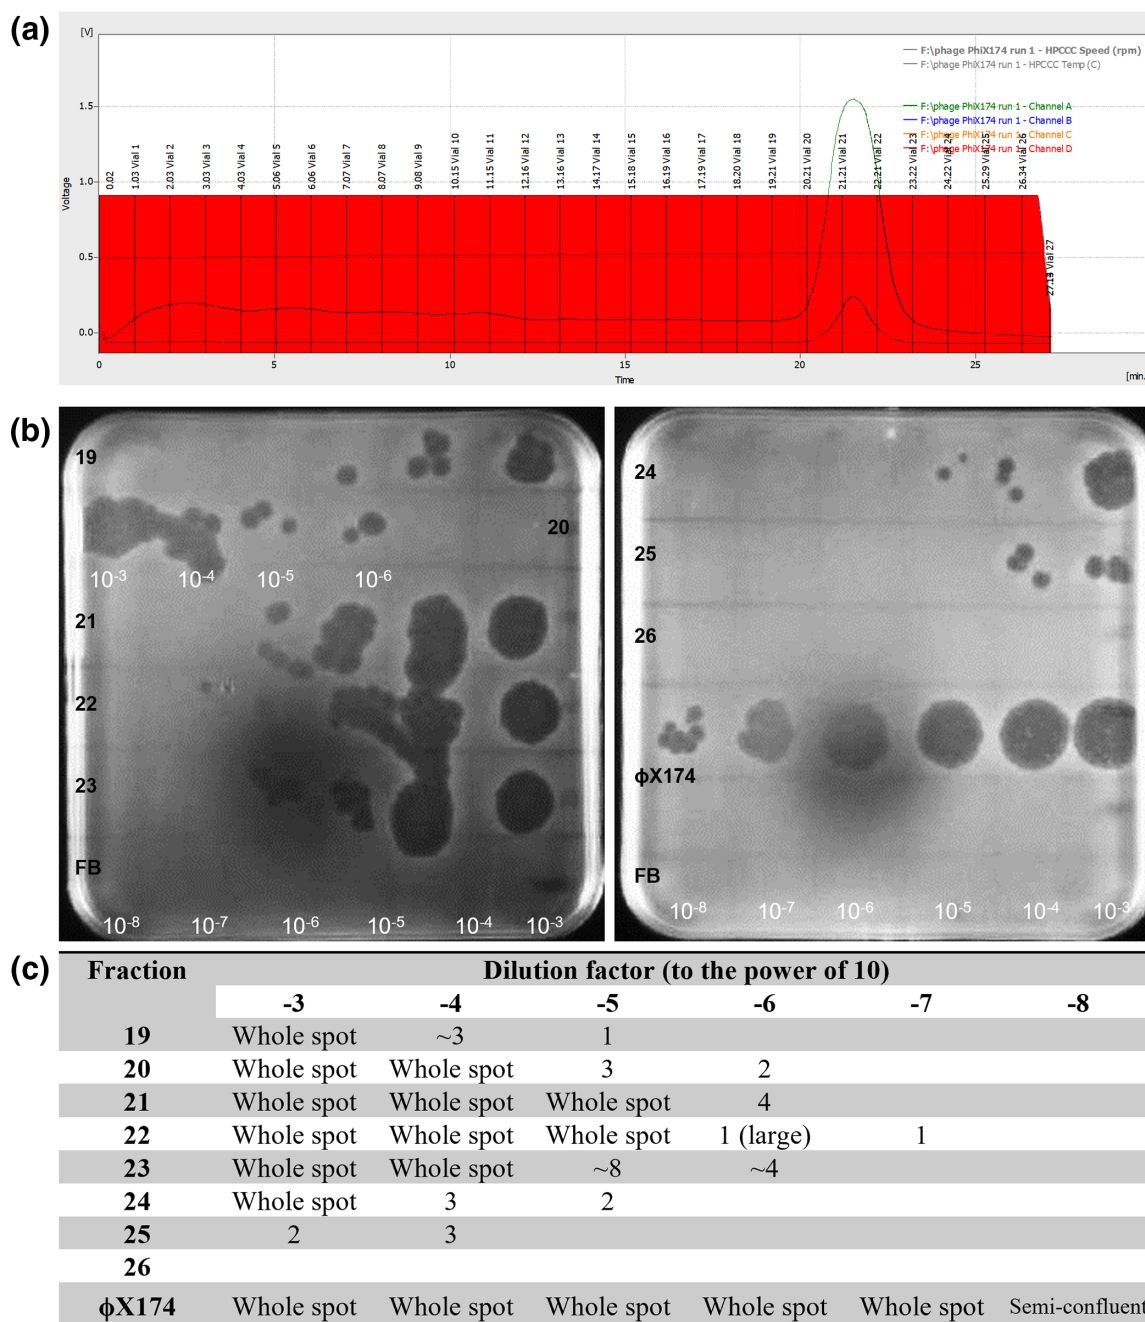 (a)
[V]
F:\phage PhiX174 run 1 - HPCCC Speed (rpm)
F:\phage PhiX174 run 1 - HPCCC Temp (C)
F:\phage PhiX174 run 1 - Channel A
F:\phage PhiX174 run 1 - Channel B
F:\phage PhiX174 run 1 - Channel C
F:\phage PhiX174 run 1 - Channel D
1.5
1.0
0.5
0.0
Voltage
0.02
1.03 Vial 1
2.03 Vial 2
3.03 Vial 3
4.03 Vial 4
5.06 Vial 5
6.06 Vial 6
7.07 Vial 7
8.07 Vial 8
9.08 Vial 9
10.15 Vial 10
11.15 Vial 11
12.16 Vial 12
13.16 Vial 13
14.17 Vial 14
15.18 Vial 15
16.19 Vial 16
17.19 Vial 17
18.20 Vial 18
19.21 Vial 19
20.21 Vial 20
21.21 Vial 21
22.21 Vial 22
23.22 Vial 23
24.22 Vial 24
25.29 Vial 25
26.34 Vial 26
Vial 27
0 5 10 15 20 25
Time
[min.
(b)
19
20
10-3 10-4 10-5 10-6
21
22
23
FB
10-8 10-7 10-6 10-5 10-4 10-3
24
25
26
ϕX174
FB
10-8 10-7 10-6 10-5 10-4 10-3
(c)
Fraction Dilution factor (to the power of 10)
-3 -4 -5 -6 -7 -8
19 Whole spot ~3 1
20 Whole spot Whole spot 3 2
21 Whole spot Whole spot Whole spot 4
22 Whole spot Whole spot Whole spot 1 (large) 1
23 Whole spot Whole spot ~8 ~4
24 Whole spot 3 2
25 2 3
26
ϕX174 Whole spot Whole spot Whole spot Whole spot Whole spot Semi-confluent